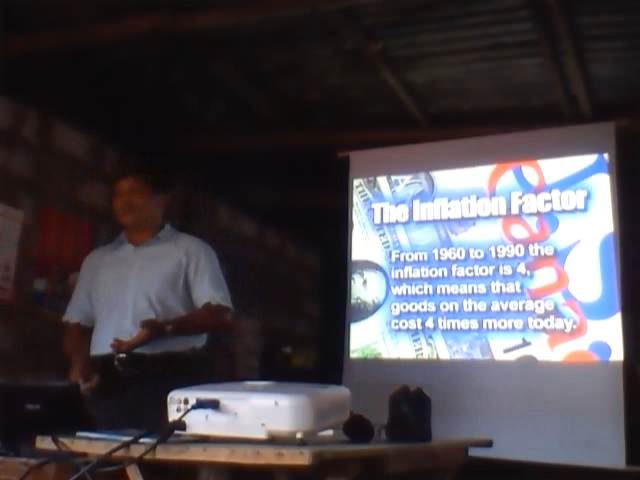 The Inflation Factor
From 1960 to 1990 the
inflation factor is 4,
which means that
goods on the average
cost 4 times more today.